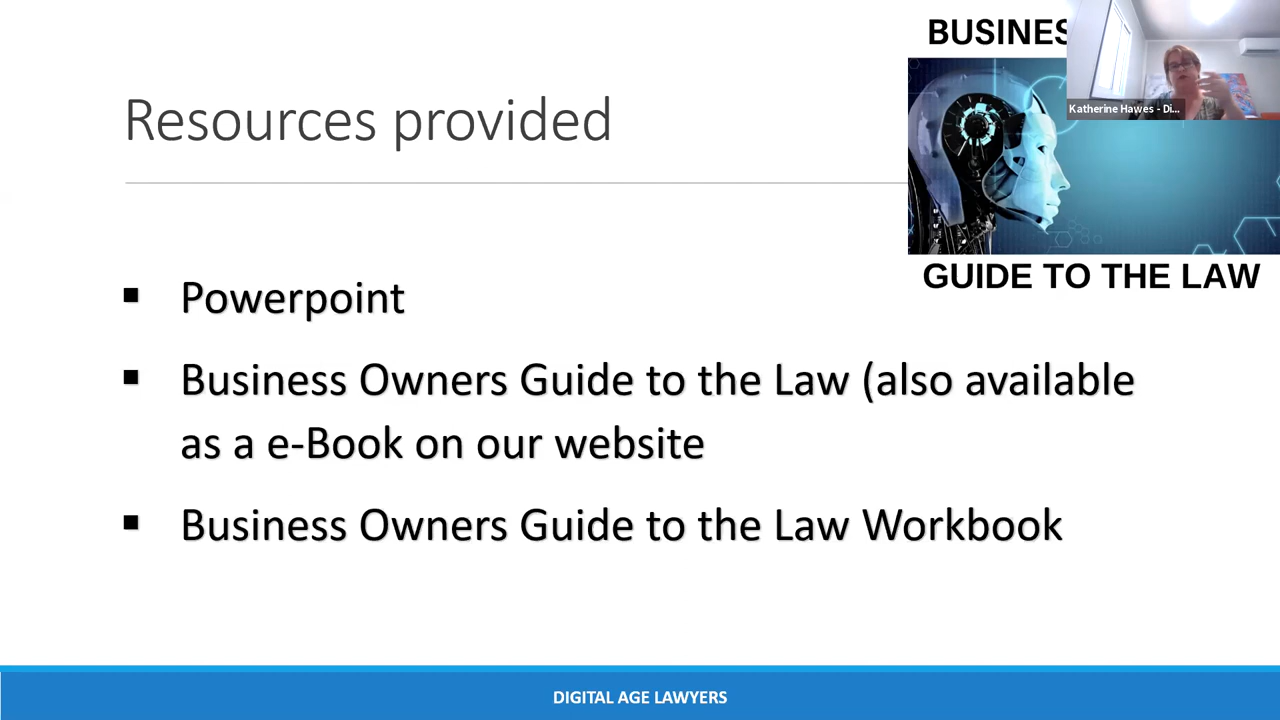 BUSINES
Katherine Hawes - Di...
Resources provided
GUIDE TO THE LAW
▪ Powerpoint
▪ Business Owners Guide to the Law (also available
as a e-Book on our website
▪ Business Owners Guide to the Law Workbook
DIGITAL AGE LAWYERS